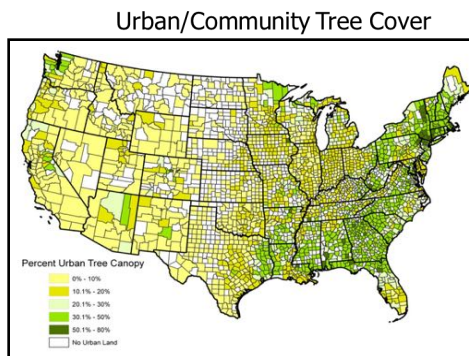 Urban/Community Tree Cover
Percent Urban Tree Canopy
0% - 10%
10.1% - 20%
20.1% - 30%
30.1% - 50%
50.1% - 80%
No Urban Land